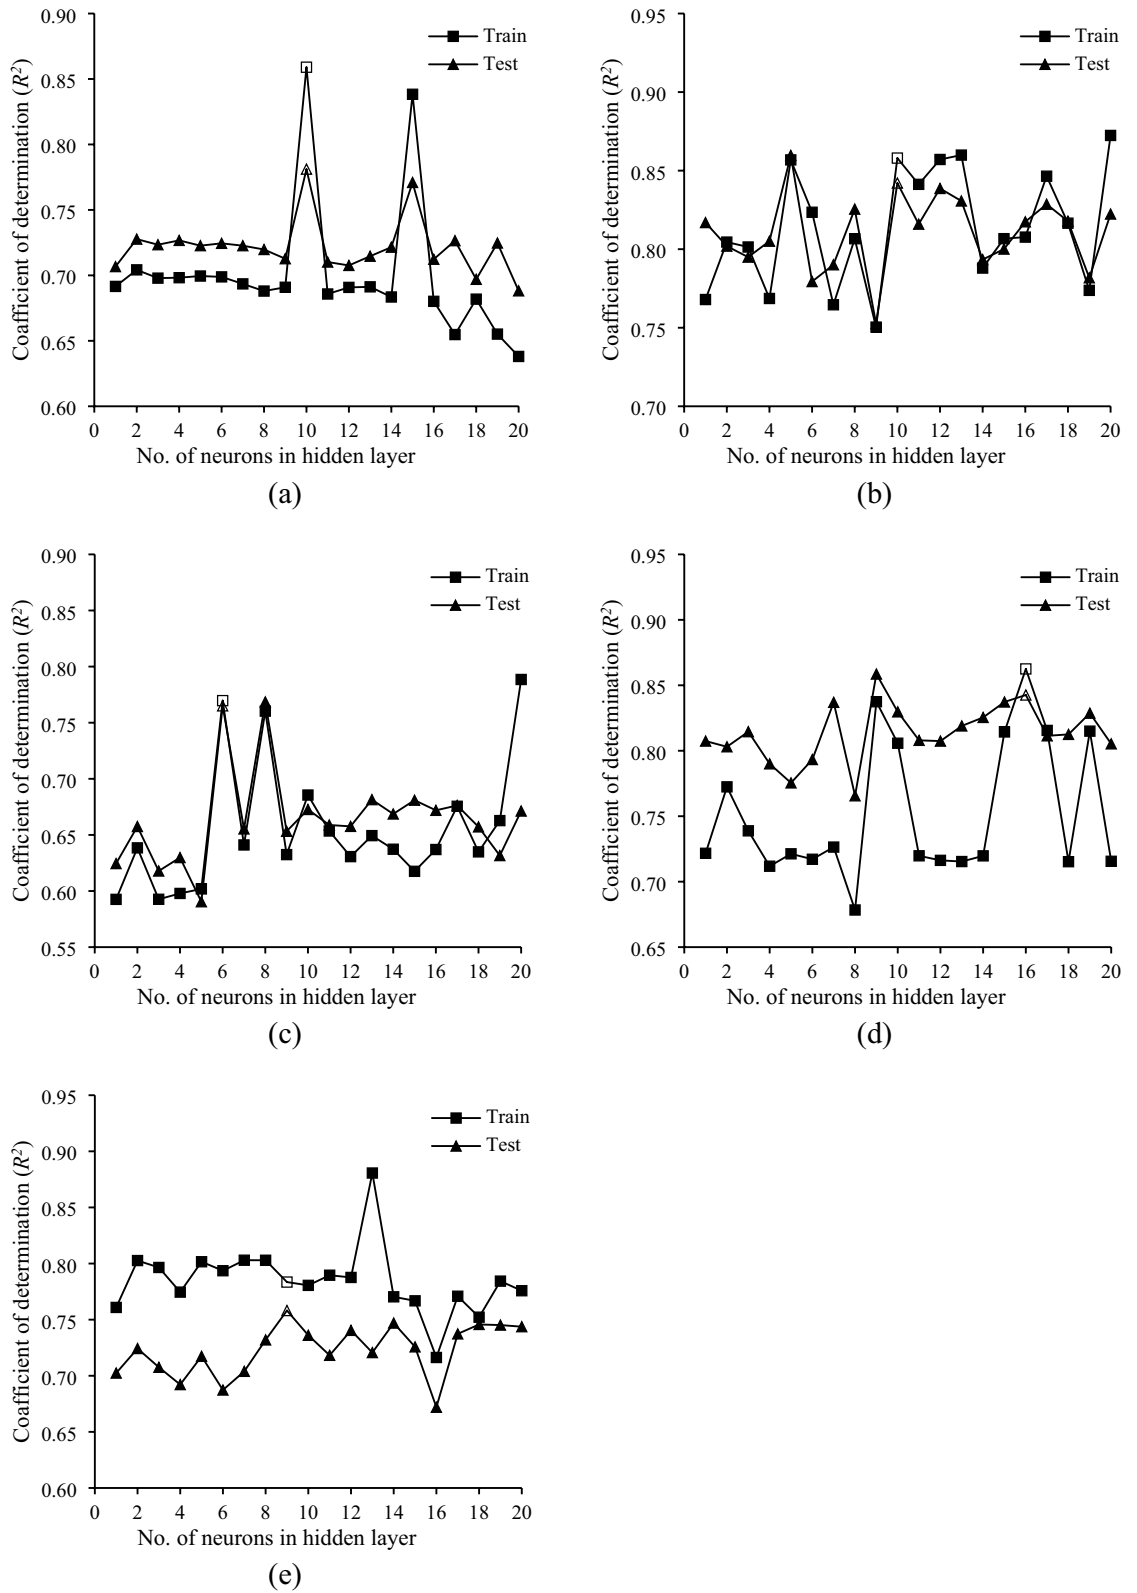 0.90
0.85
0.80
0.75
0.70
0.65
0.60
Coafficient of determination (R²)
Train
Test
0 2 4 6 8 10 12 14 16 18 20
No. of neurons in hidden layer
(a)
0.95
0.90
0.85
0.80
0.75
0.70
Coafficient of determination (R²)
Train
Test
0 2 4 6 8 10 12 14 16 18 20
No. of neurons in hidden layer
(b)
0.90
0.85
0.80
0.75
0.70
0.65
0.60
0.55
Coafficient of determination (R²)
Train
Test
0 2 4 6 8 10 12 14 16 18 20
No. of neurons in hidden layer
(c)
0.95
0.90
0.85
0.80
0.75
0.70
0.65
Coafficient of determination (R²)
Train
Test
0 2 4 6 8 10 12 14 16 18 20
No. of neurons in hidden layer
(d)
0.95
0.90
0.85
0.80
0.75
0.70
0.65
0.60
Coafficient of determination (R²)
Train
Test
0 2 4 6 8 10 12 14 16 18 20
No. of neurons in hidden layer
(e)